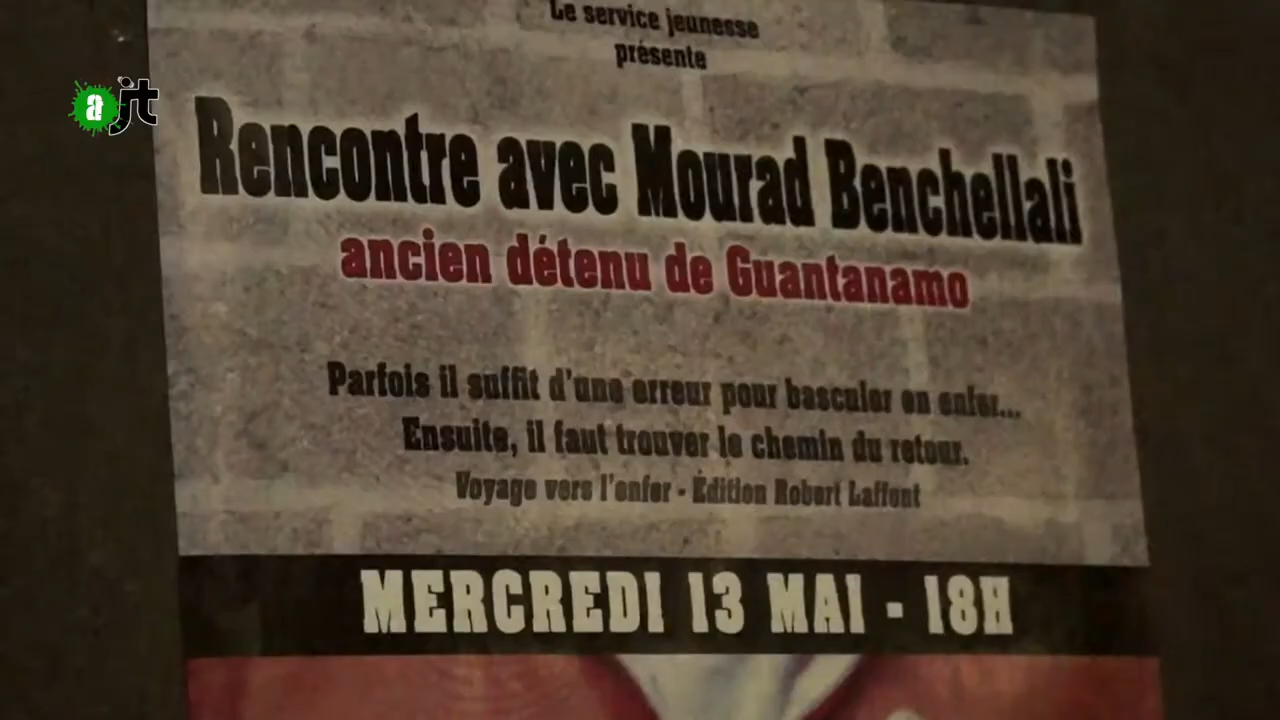 Le service jeunesse
présente
ajt
Rencontre avec Mourad Benchellali
ancien détenu de Guantanamo
Parfois il suffit d'une erreur pour basculer en enfer...
Ensuite, il faut trouver le chemin du retour.
Voyage vers l'enfer - Édition Robert Laffont
MERCREDI 13 MAI - 18H